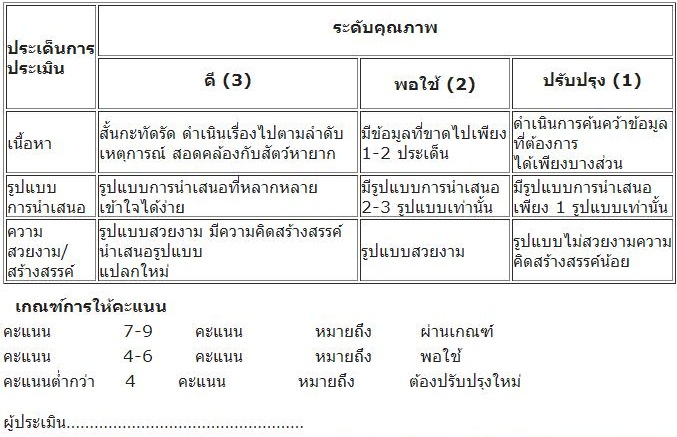 ประเด็นการ
ประเมิน
ระดับคุณภาพ
ดี (3)
พอใช้ (2)
ปรับปรุง (1)
เนื้อหา
สั้นกะทัดรัด ดำเนินเรื่องไปตามลำดับ
เหตุการณ์ สอดคล้องกับสัตว์หายาก
มีข้อมูลที่ขาดไปเพียง
1-2 ประเด็น
ดำเนินการค้นคว้าข้อมูล
ที่ต้องการ
ได้เพียงบางส่วน
รูปแบบ
การนำเสนอ
รูปแบบการนำเสนอที่หลากหลาย
เข้าใจได้ง่าย
มีรูปแบบการนำเสนอ
2-3 รูปแบบเท่านั้น
มีรูปแบบการนำเสนอ
เพียง 1 รูปแบบเท่านั้น
ความ
สวยงาม/
สร้างสรรค์
รูปแบบสวยงาม มีความคิดสร้างสรรค์
นำเสนอรูปแบบ
แปลกใหม่
รูปแบบสวยงาม
รูปแบบไม่สวยงามความ
คิดสร้างสรรค์น้อย
เกณฑ์การให้คะแนน
คะแนน 7-9 คะแนน หมายถึง ผ่านเกณฑ์
คะแนน 4-6 คะแนน หมายถึง พอใช้
คะแนนต่ำกว่า 4 คะแนน หมายถึง ต้องปรับปรุงใหม่
ผู้ประเมิน...................................................